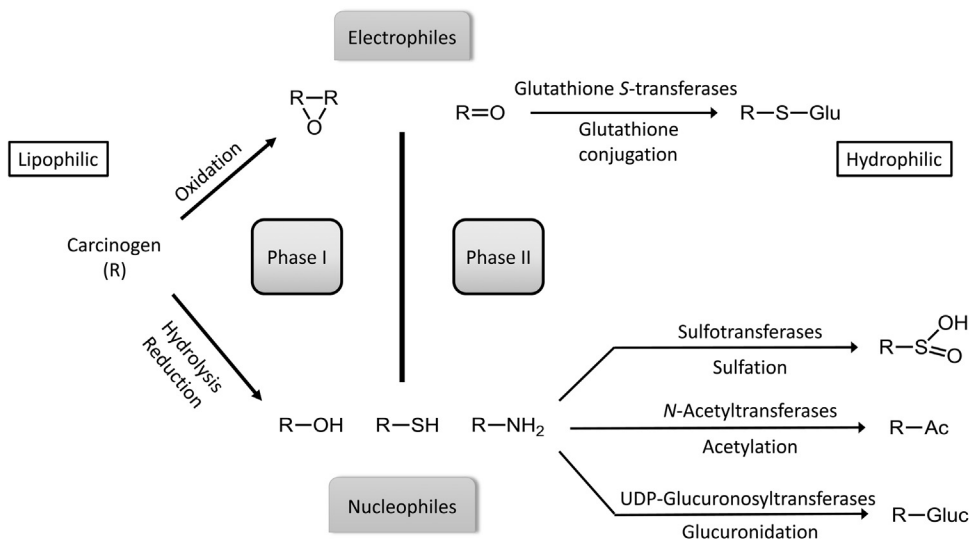 Electrophiles
R—R
O
R=O
Glutathione S-transferases
Glutathione
conjugation
R—S—Glu
Lipophilic
Hydrophilic
Oxidation
Carcinogen
(R)
Phase I
Phase II
Hydrolysis
Reduction
R—OH
R—SH
R—NH₂
Sulfotransferases
Sulfation
OH
R—S=O
N-Acetyltransferases
Acetylation
R—Ac
Nucleophiles
UDP-Glucuronosyltransferases
Glucuronidation
R—Gluc